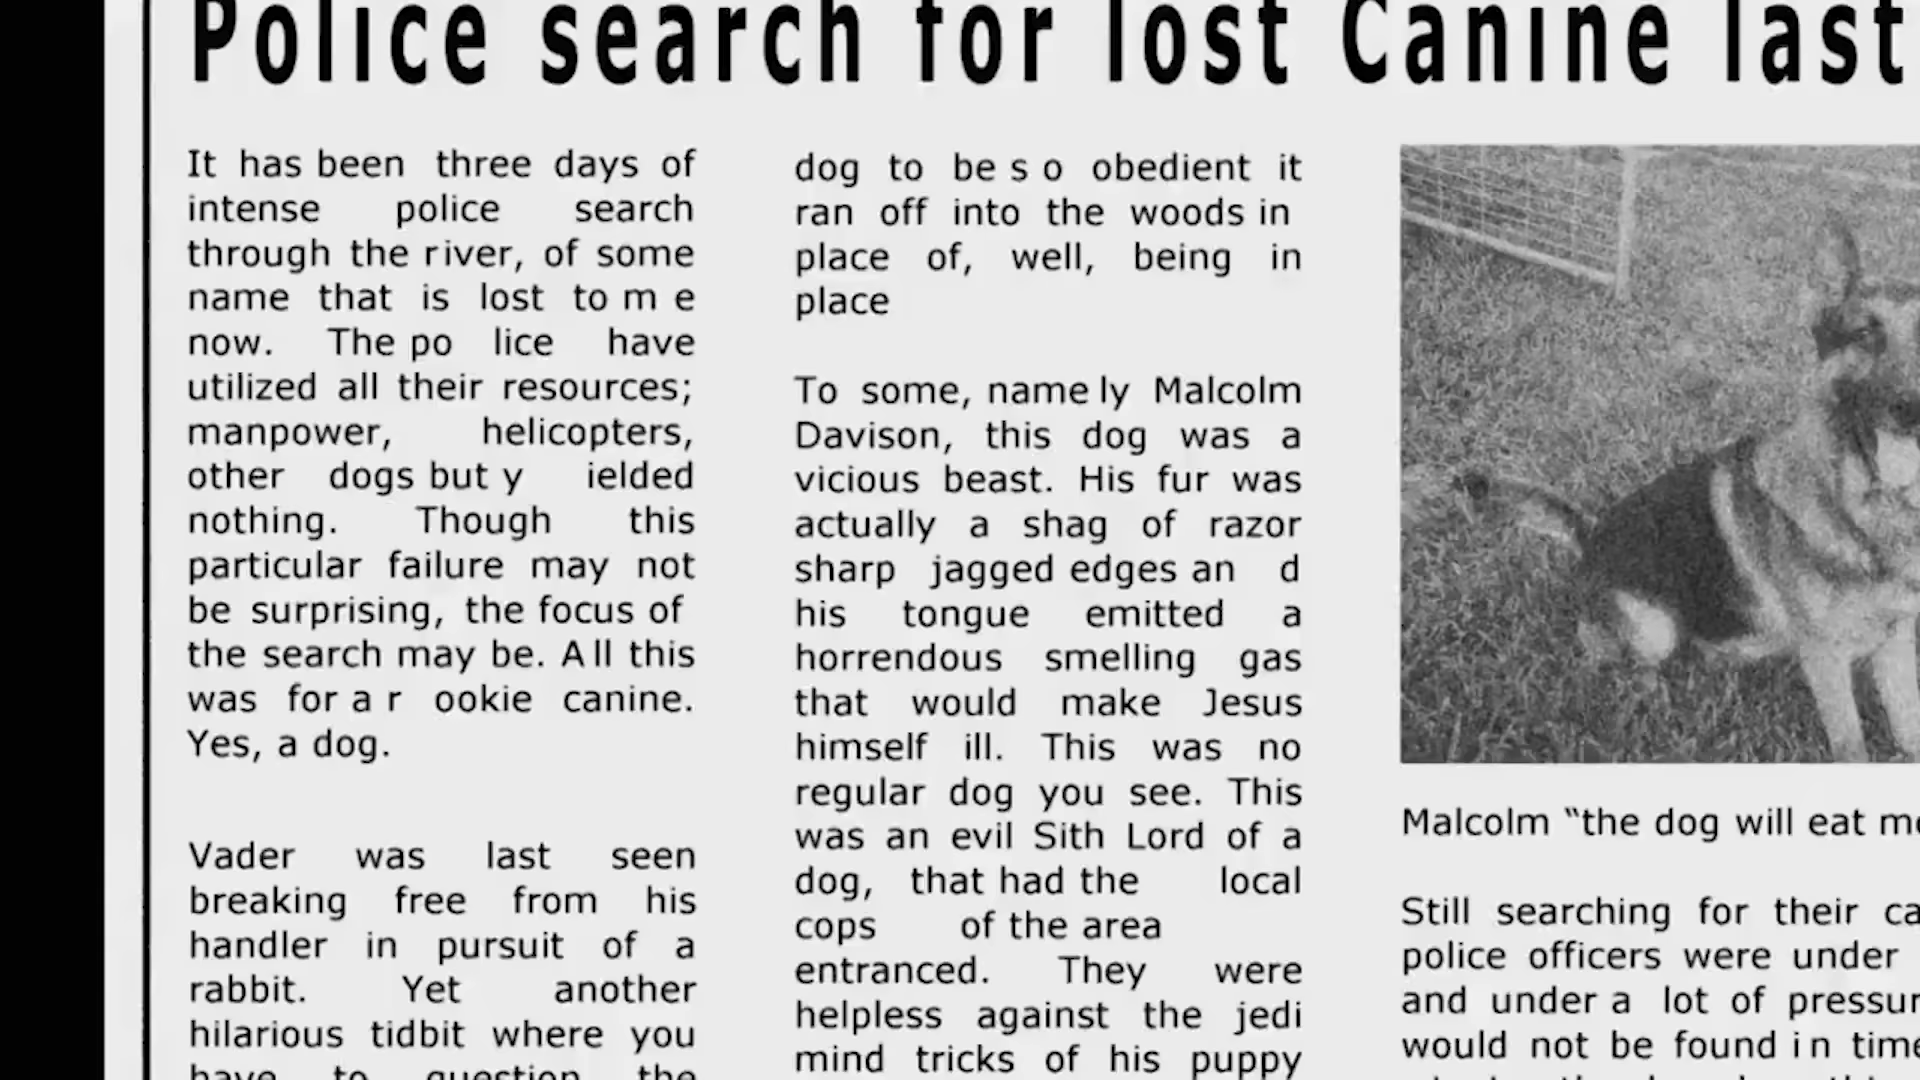 Police search for lost Canine last
It has been three days of
intense police search
through the river, of some
name that is lost to m e
now. The po lice have
utilized all their resources;
manpower, helicopters,
other dogs but y ielded
nothing. Though this
particular failure may not
be surprising, the focus of
the search may be. A ll this
was for a r ookie canine.
Yes, a dog.
Vader was last seen
breaking free from his
handler in pursuit of a
rabbit. Yet another
hilarious tidbit where you
have to question the
dog to be s o obedient it
ran off into the woods in
place of, well, being in
place
To some, name ly Malcolm
Davison, this dog was a
vicious beast. His fur was
actually a shag of razor
sharp jagged edges an d
his tongue emitted a
horrendous smelling gas
that would make Jesus
himself ill. This was no
regular dog you see. This
was an evil Sith Lord of a
dog, that had the local
cops of the area
entranced. They were
helpless against the jedi
mind tricks of his puppy
Malcolm “the dog will eat
Still searching for their
police officers were under
and under a lot of
would not be found i n